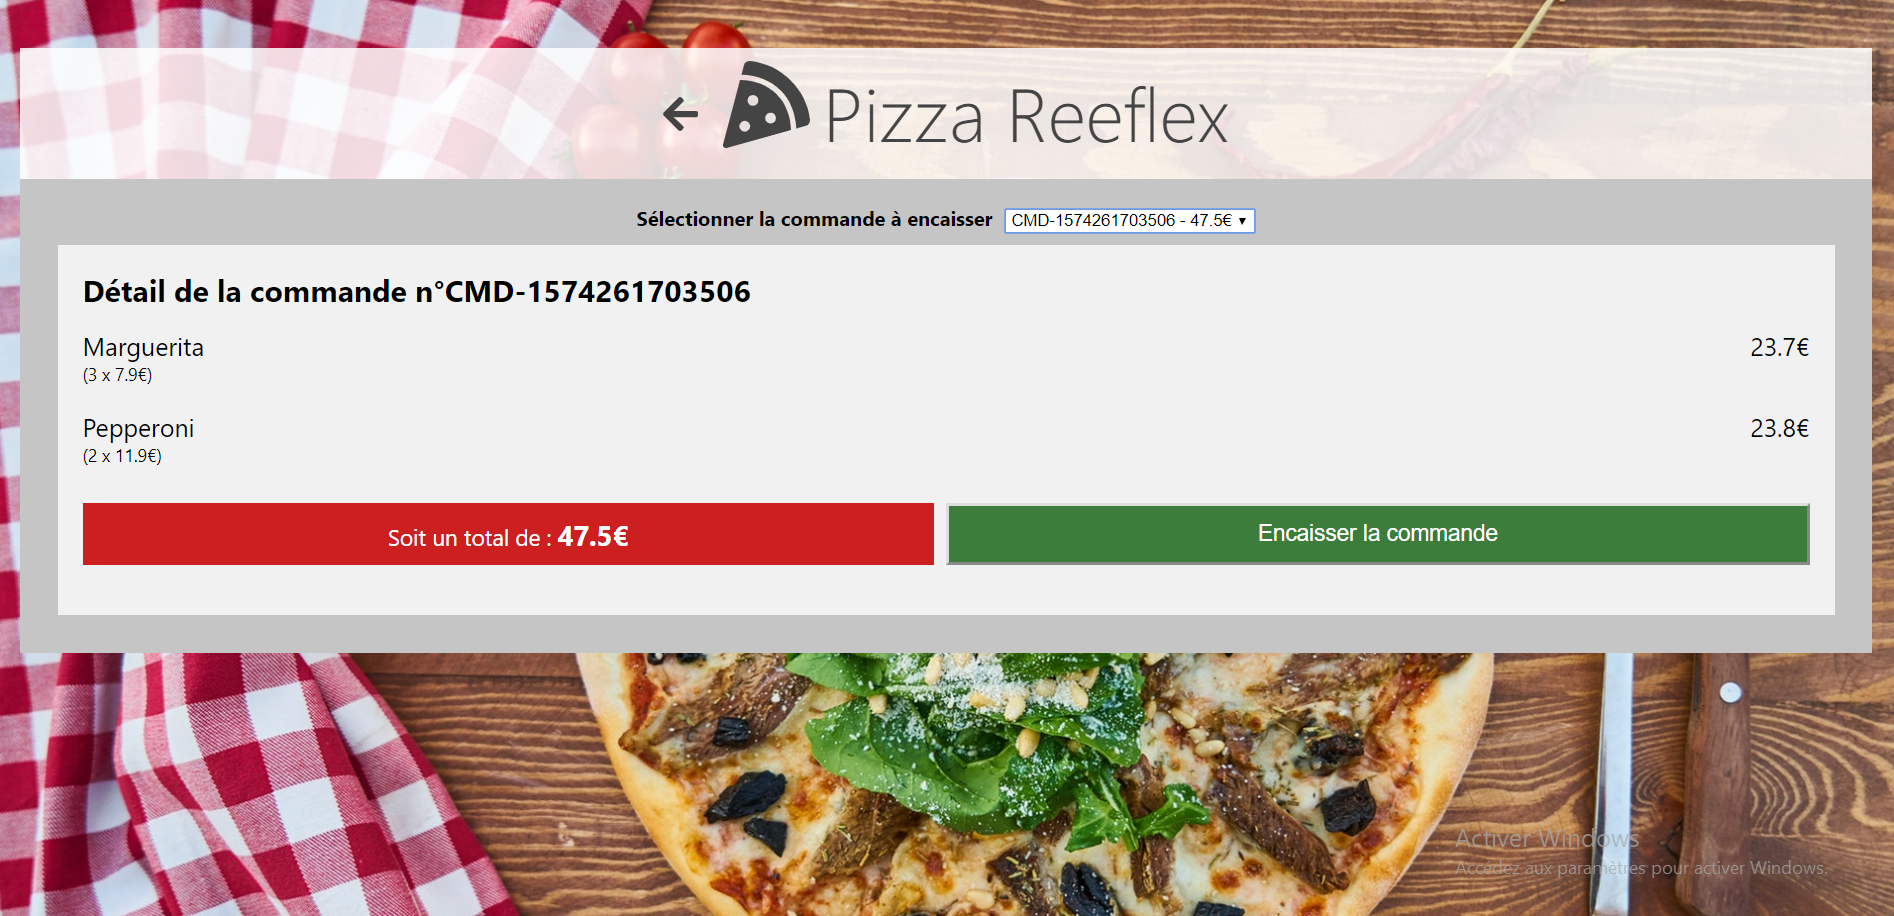 Pizza Reeflex
Sélectionner la commande à encaisser CMD-1574261703506 - 47.5€
Détail de la commande n°CMD-1574261703506
Marguerita 23.7€
(3 x 7.9€)
Pepperoni 23.8€
(2 x 11.9€)
Soit un total de : 47.5€ Encaisser la commande
Activer Windows
Accédez aux paramètres pour activer Windows.